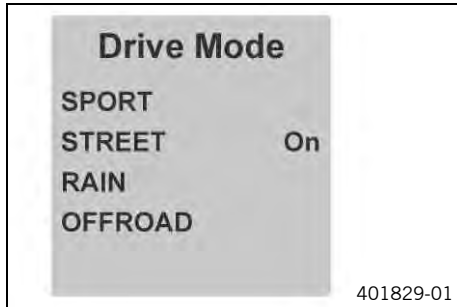 Drive Mode
SPORT
STREET On
RAIN
OFFROAD
401829-01